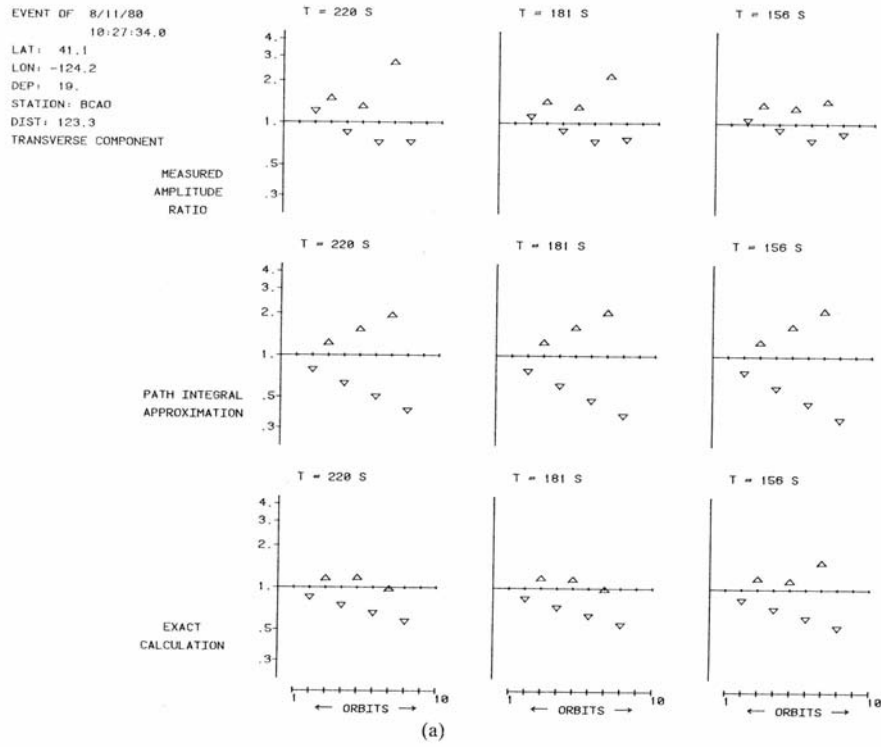 EVENT OF 8/11/80
10:27:34.0
LAT: 41.1
LON: -124.2
DEP: 19.
STATION: BCAO
DIST: 123.3
TRANSVERSE COMPONENT
T = 220 S
T = 181 S
T = 156 S
4.
3.
2.
1.
.5
.3
MEASURED
AMPLITUDE
RATIO
T = 220 S
T = 181 S
T = 156 S
4.
3.
2.
1.
.5
.3
PATH INTEGRAL
APPROXIMATION
T = 220 S
T = 181 S
T = 156 S
4.
3.
2.
1.
.5
.3
EXACT
CALCULATION
1 10
← ORBITS →
1 10
← ORBITS →
1 10
← ORBITS →
(a)